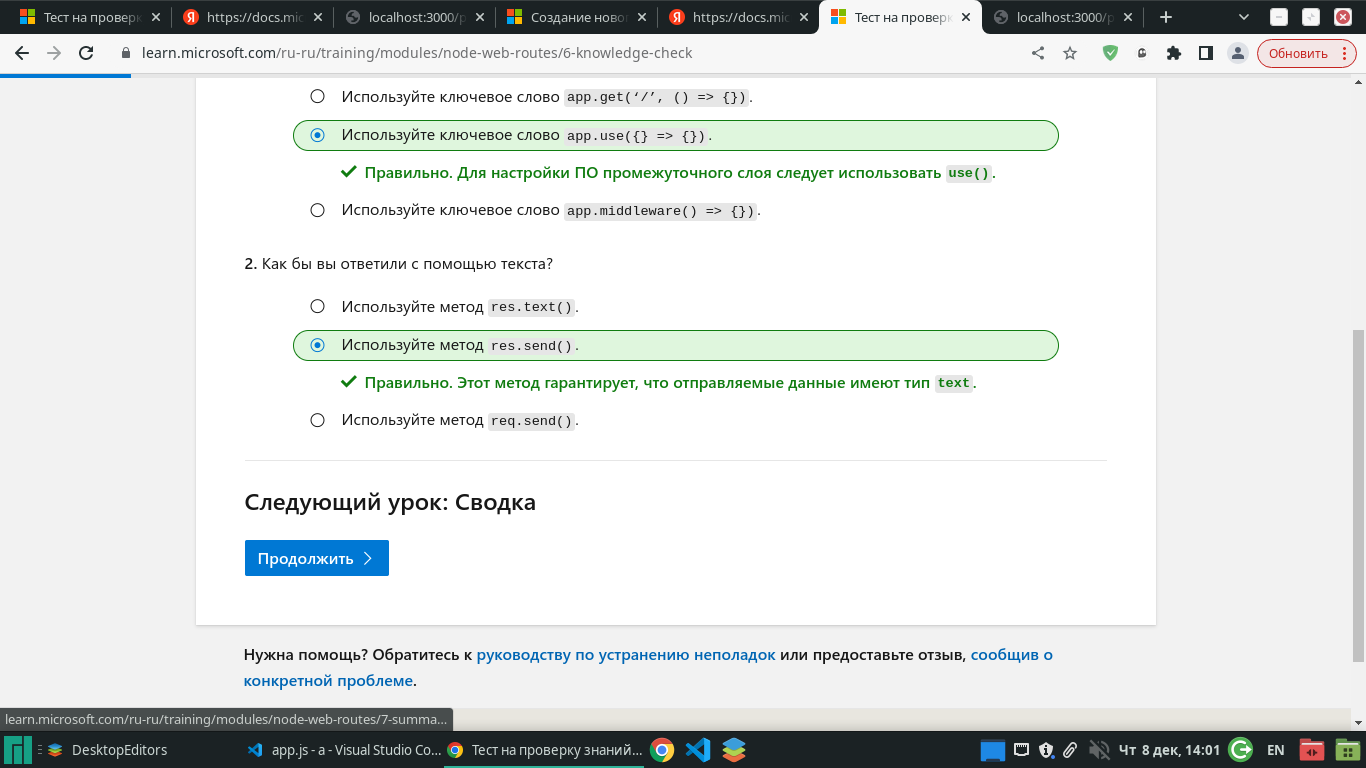 Тест на проверк
https://docs.mic
localhost:3000/p
Создание новог
https://docs.mic
Тест на проверк
localhost:3000/p
learn.microsoft.com/ru-ru/training/modules/node-web-routes/6-knowledge-check
Обновить
Используйте ключевое слово app.get(‘/’, () => {}).
Используйте ключевое слово app.use({} => {}).
Правильно. Для настройки ПО промежуточного слоя следует использовать use().
Используйте ключевое слово app.middleware() => {}).
2. Как бы вы ответили с помощью текста?
Используйте метод res.text().
Используйте метод res.send().
Правильно. Этот метод гарантирует, что отправляемые данные имеют тип text.
Используйте метод req.send().
Следующий урок: Сводка
Продолжить
Нужна помощь? Обратитесь к руководству по устранению неполадок или предоставьте отзыв, сообщив о
конкретной проблеме.
learn.microsoft.com/ru-ru/training/modules/node-web-routes/7-summa...
DesktopEditors
app.js - a - Visual Studio Co...
Тест на проверку знаний...
Чт 8 дек, 14:01
EN